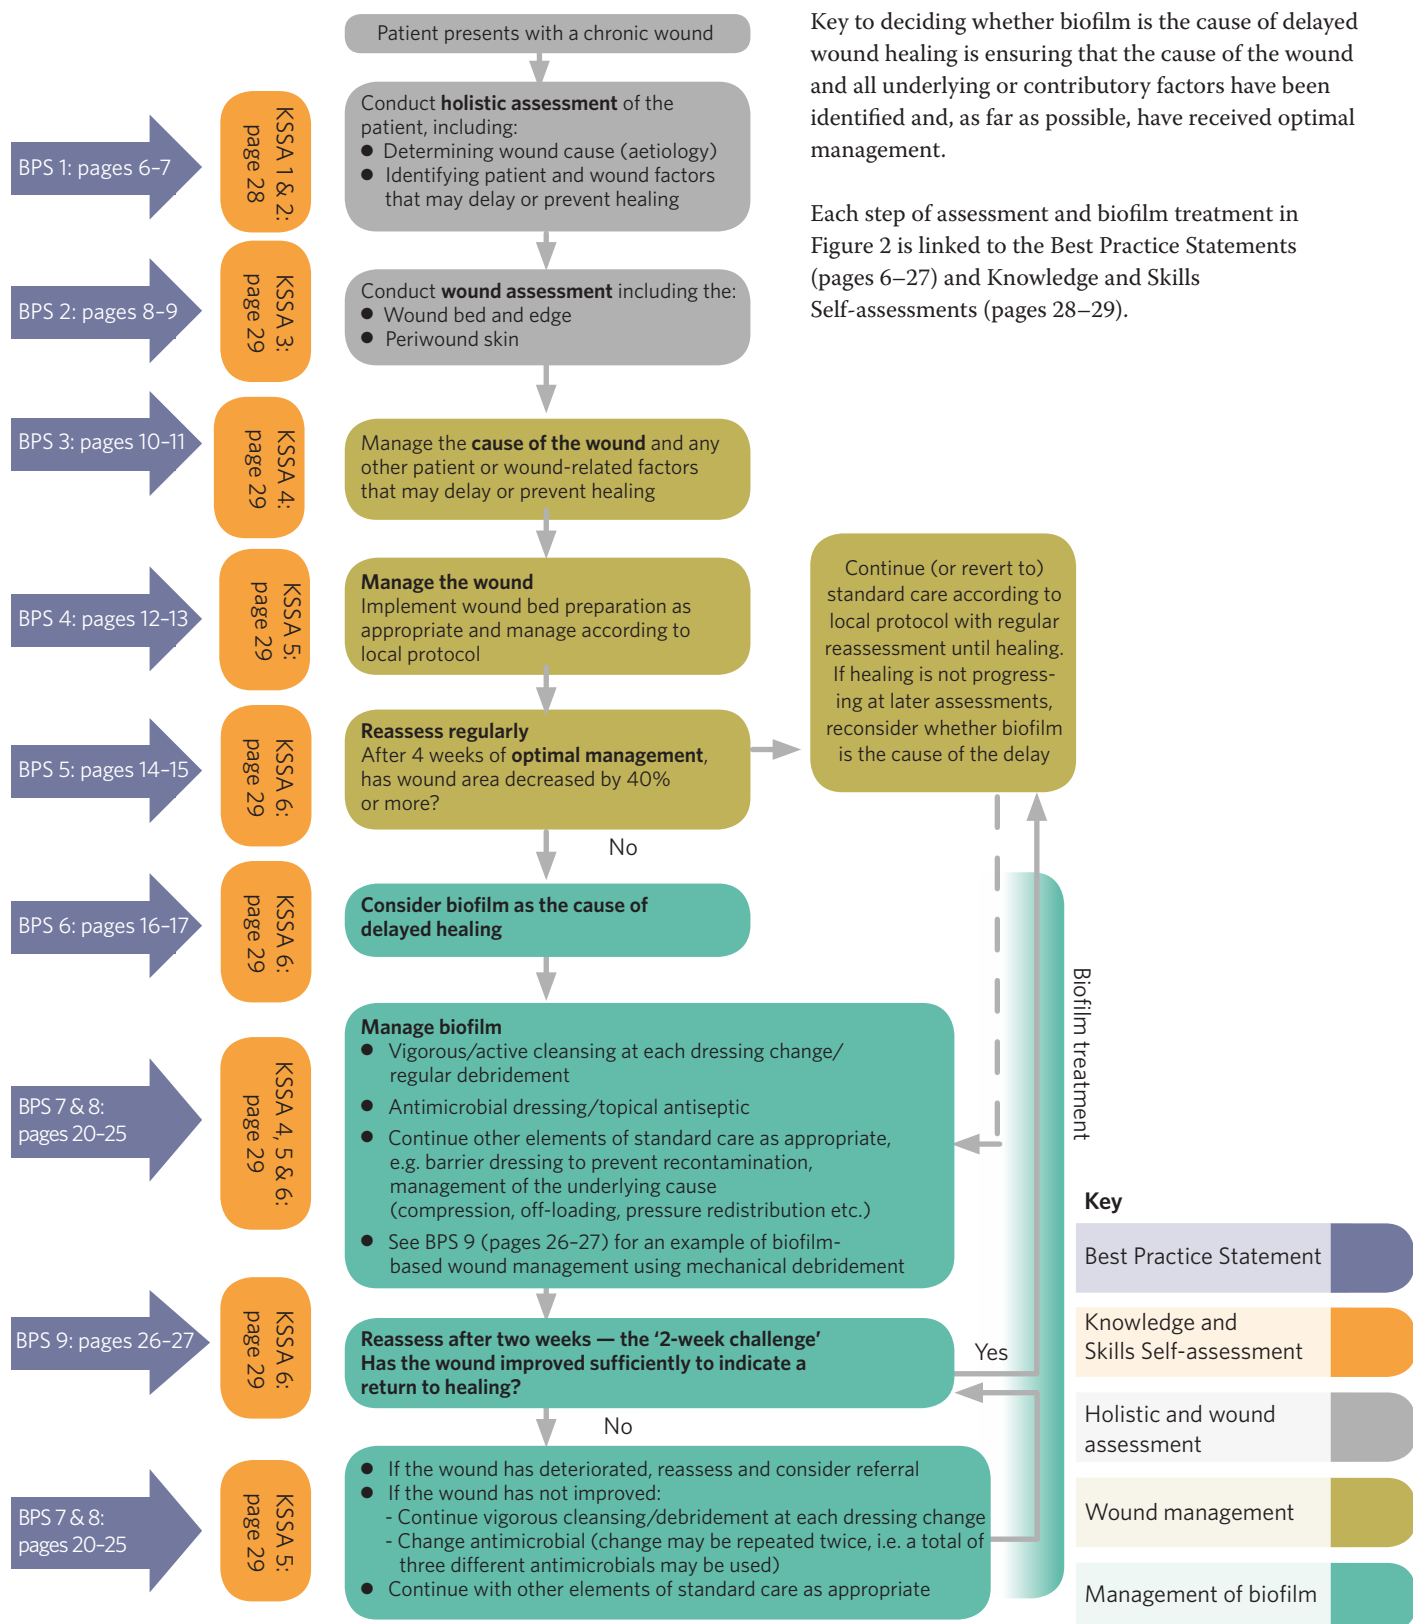 Patient presents with a chronic wound
Key to deciding whether biofilm is the cause of delayed
wound healing is ensuring that the cause of the wound
and all underlying or contributory factors have been
identified and, as far as possible, have received optimal
management.
Each step of assessment and biofilm treatment in
Figure 2 is linked to the Best Practice Statements
(pages 6–27) and Knowledge and Skills
Self-assessments (pages 28–29).
BPS 1: pages 6–7
KSSA 1 & 2:
page 28
Conduct holistic assessment of the
patient, including:
● Determining wound cause (aetiology)
● Identifying patient and wound factors
that may delay or prevent healing
BPS 2: pages 8–9
KSSA 3:
page 29
Conduct wound assessment including the:
● Wound bed and edge
● Periwound skin
BPS 3: pages 10–11
KSSA 4:
page 29
Manage the cause of the wound and any
other patient or wound-related factors
that may delay or prevent healing
BPS 4: pages 12–13
KSSA 5:
page 29
Manage the wound
Implement wound bed preparation as
appropriate and manage according to
local protocol
Continue (or revert to)
standard care according to
local protocol with regular
reassessment until healing.
If healing is not progress-
ing at later assessments,
reconsider whether biofilm
is the cause of the delay
BPS 5: pages 14–15
KSSA 6:
page 29
Reassess regularly
After 4 weeks of optimal management,
has wound area decreased by 40%
or more?
No
BPS 6: pages 16–17
KSSA 6:
page 29
Consider biofilm as the cause of
delayed healing
Biofilm treatment
BPS 7 & 8:
pages 20–25
KSSA 4, 5 & 6:
page 29
Manage biofilm
● Vigorous/active cleansing at each dressing change/
regular debridement
● Antimicrobial dressing/topical antiseptic
● Continue other elements of standard care as appropriate,
e.g. barrier dressing to prevent recontamination,
management of the underlying cause
(compression, off-loading, pressure redistribution etc.)
● See BPS 9 (pages 26–27) for an example of biofilm-
based wound management using mechanical debridement
BPS 9: pages 26–27
KSSA 6:
page 29
Reassess after two weeks — the ‘2-week challenge’
Has the wound improved sufficiently to indicate a
return to healing?
Yes
No
BPS 7 & 8:
pages 20–25
KSSA 5:
page 29
● If the wound has deteriorated, reassess and consider referral
● If the wound has not improved:
- Continue vigorous cleansing/debridement at each dressing change
- Change antimicrobial (change may be repeated twice, i.e. a total of
three different antimicrobials may be used)
● Continue with other elements of standard care as appropriate
Key
Best Practice Statement
Knowledge and
Skills Self-assessment
Holistic and wound
assessment
Wound management
Management of biofilm